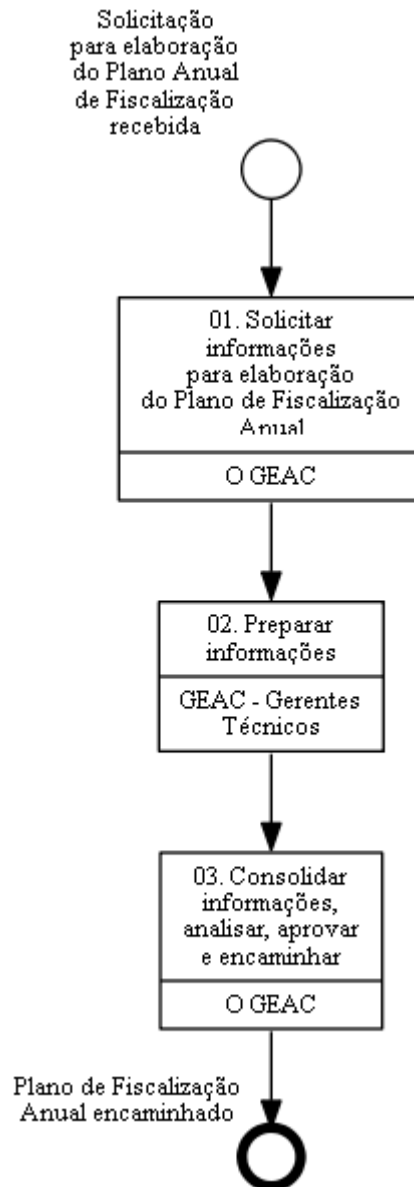 Solicitação
para elaboração
do Plano Anual
de Fiscalização
recebida
01. Solicitar
informações
para elaboração
do Plano de Fiscalização
Anual
O GEAC
02. Preparar
informações
GEAC - Gerentes
Técnicos
03. Consolidar
informações,
analisar, aprovar
e encaminhar
O GEAC
Plano de Fiscalização
Anual encaminhado